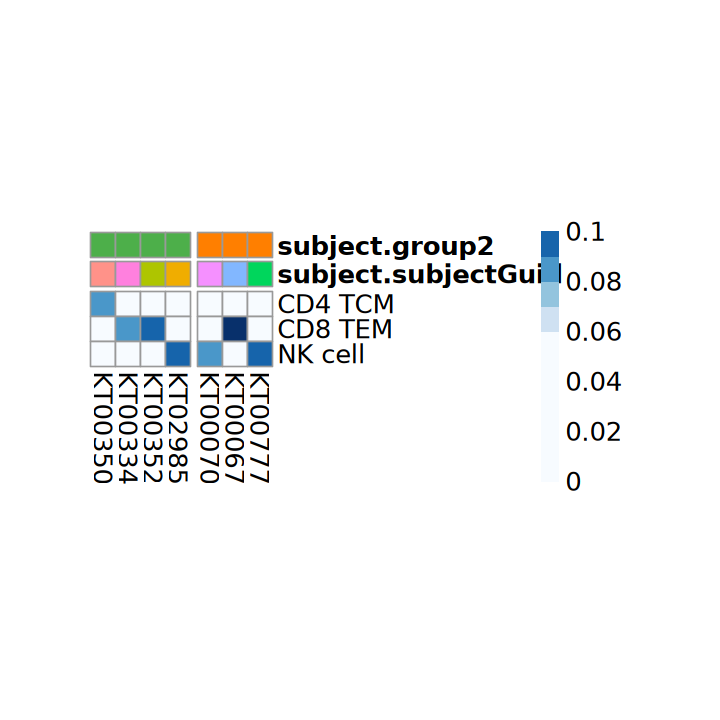 subject.group2
subject.subjectGui
CD4 TCM
CD8 TEM
NK cell
KT00350
KT00334
KT00352
KT02985
KT00070
KT00067
KT00777
0.1
0.08
0.06
0.04
0.02
0